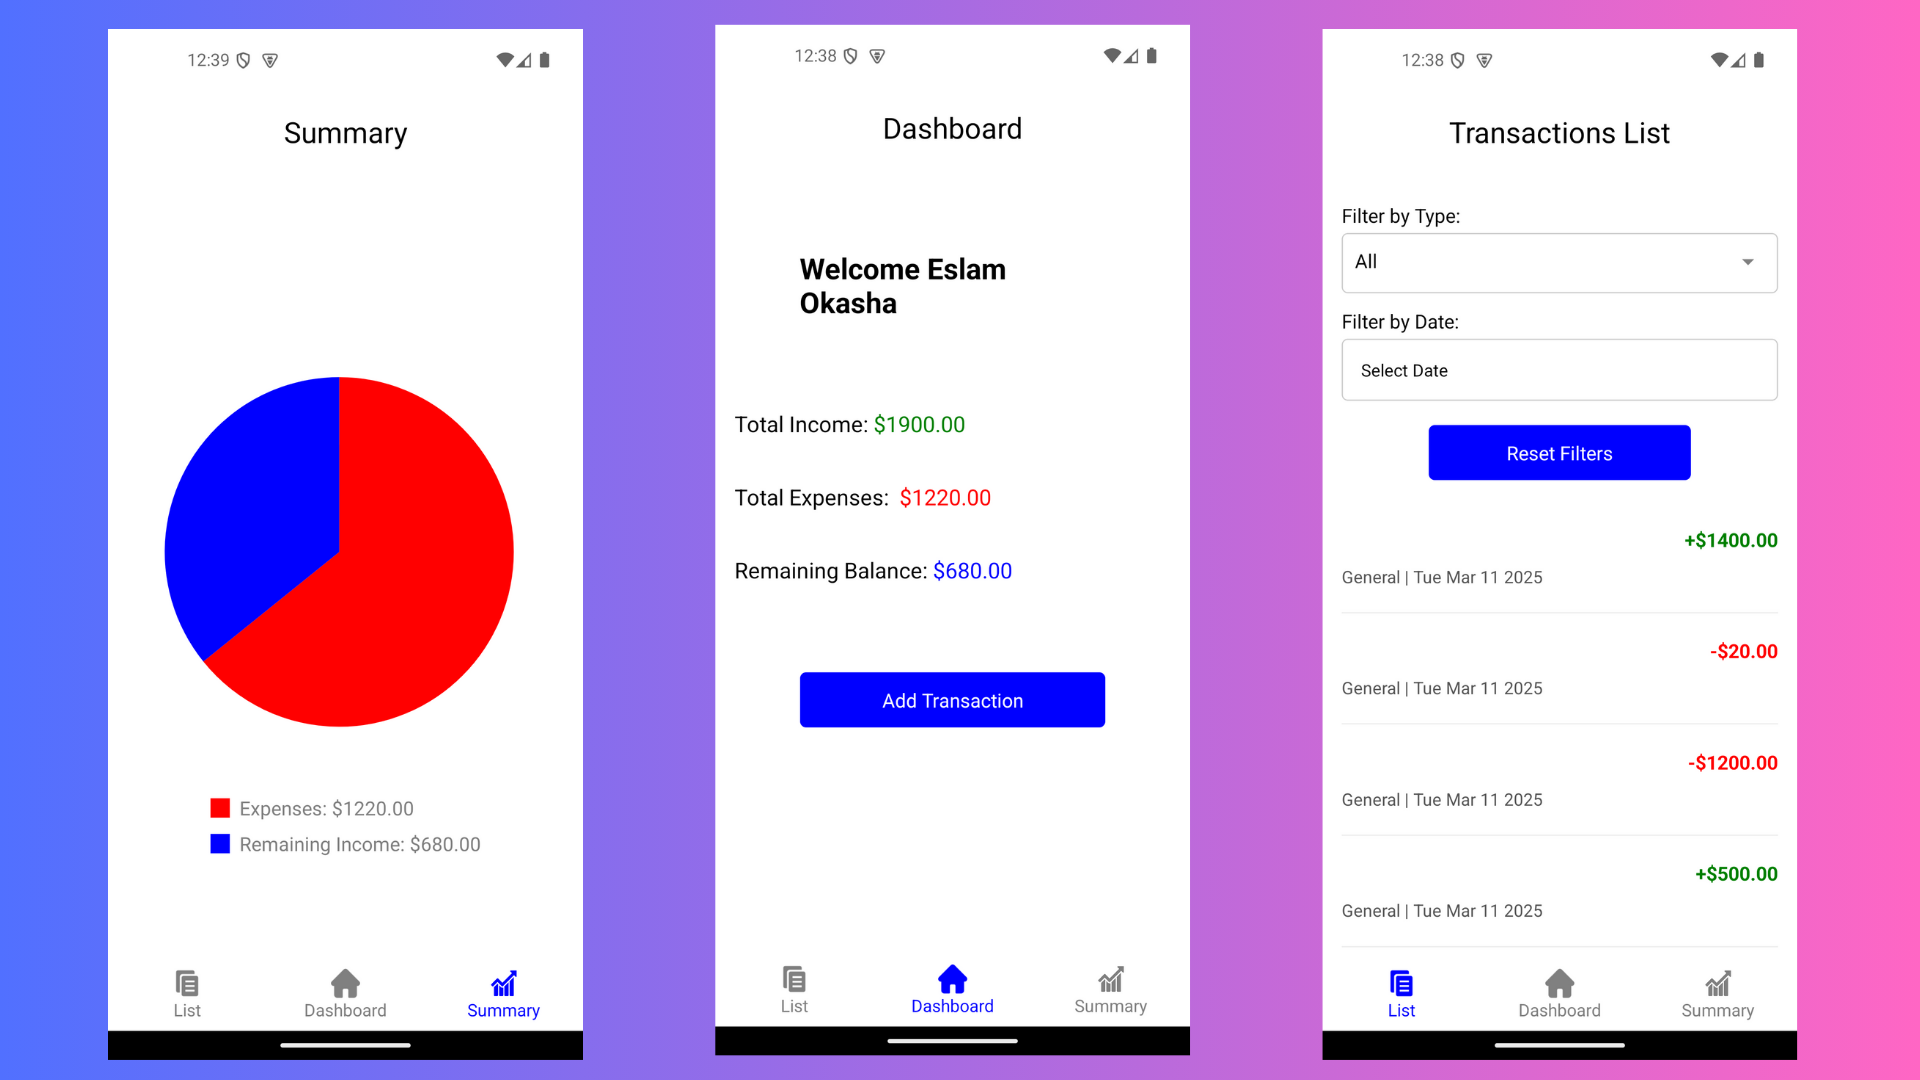 12:39
Summary
Expenses: $1220.00
Remaining Income: $680.00
List
Dashboard
Summary
12:38
Dashboard
Welcome Eslam
Okasha
Total Income: $1900.00
Total Expenses: $1220.00
Remaining Balance: $680.00
Add Transaction
List
Dashboard
Summary
12:38
Transactions List
Filter by Type:
All
Filter by Date:
Select Date
Reset Filters
+$1400.00
General | Tue Mar 11 2025
-$20.00
General | Tue Mar 11 2025
-$1200.00
General | Tue Mar 11 2025
+$500.00
General | Tue Mar 11 2025
List
Dashboard
Summary